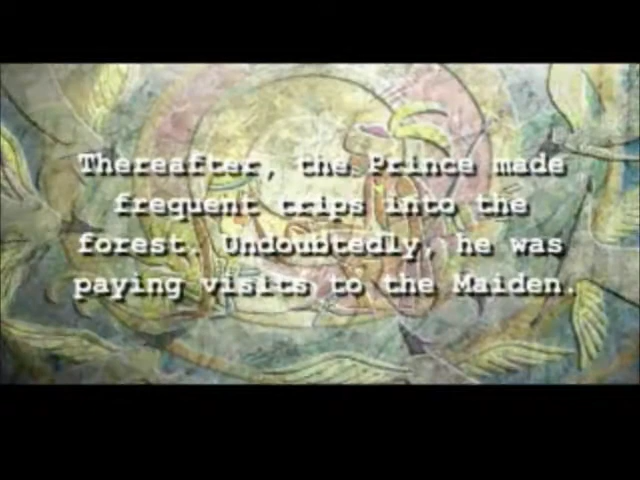 Thereafter, the Prince made
frequent trips into the
forest. Undoubtedly, he was
paying visits to the Maiden.